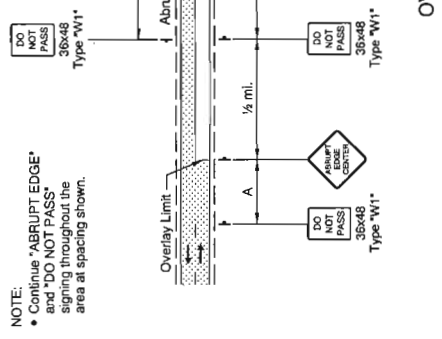 NOTE:
• Continue "ABRUPT EDGE"
and "DO NOT PASS"
signing throughout the
area at spacing shown.
DO
NOT
PASS
36x48
Type "W1"
Abru
Overlay Limit
A
½ mi.
DO
NOT
PASS
36x48
Type "W1"
ABRUPT
EDGE
CENTER
DO
NOT
PASS
36x48
Type "W1"